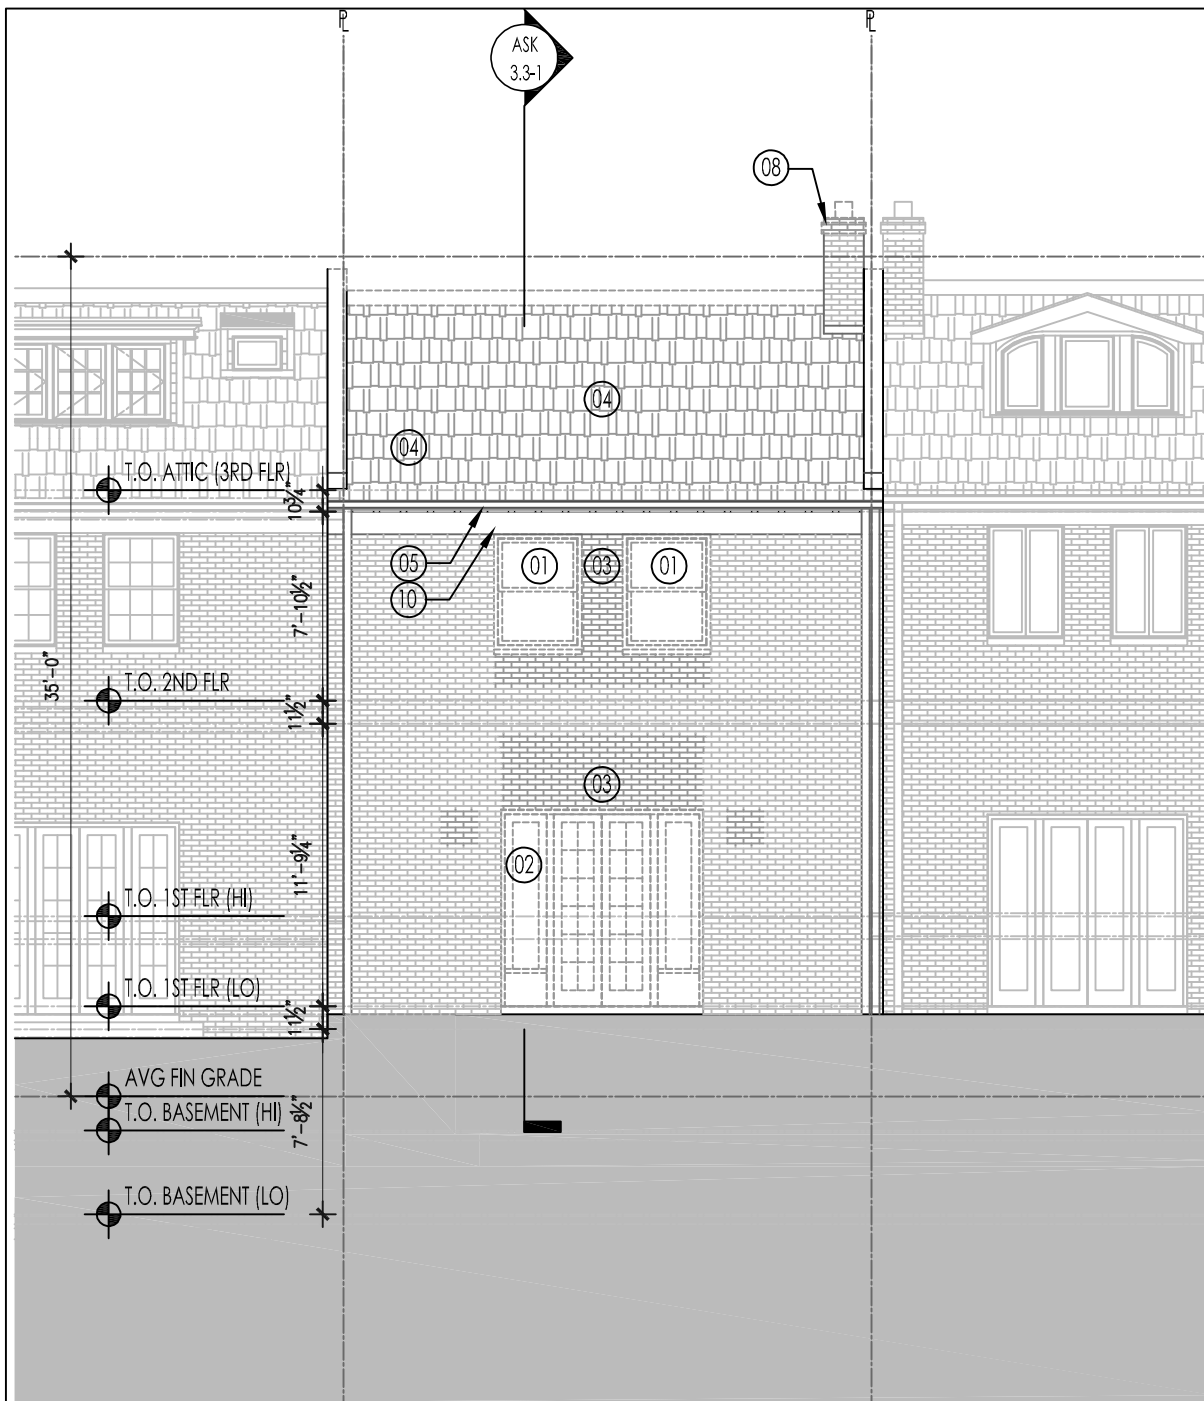 PL
PL
ASK
3.3-1
08
04
04
T.O. ATTIC (3RD FLR)
10¾"
05
01
03
01
10
7'-10½"
35'-0"
T.O. 2ND FLR
11½"
03
11'-9¼"
02
T.O. 1ST FLR (HI)
T.O. 1ST FLR (LO)
11½"
AVG FIN GRADE
T.O. BASEMENT (HI)
7'-8½"
T.O. BASEMENT (LO)